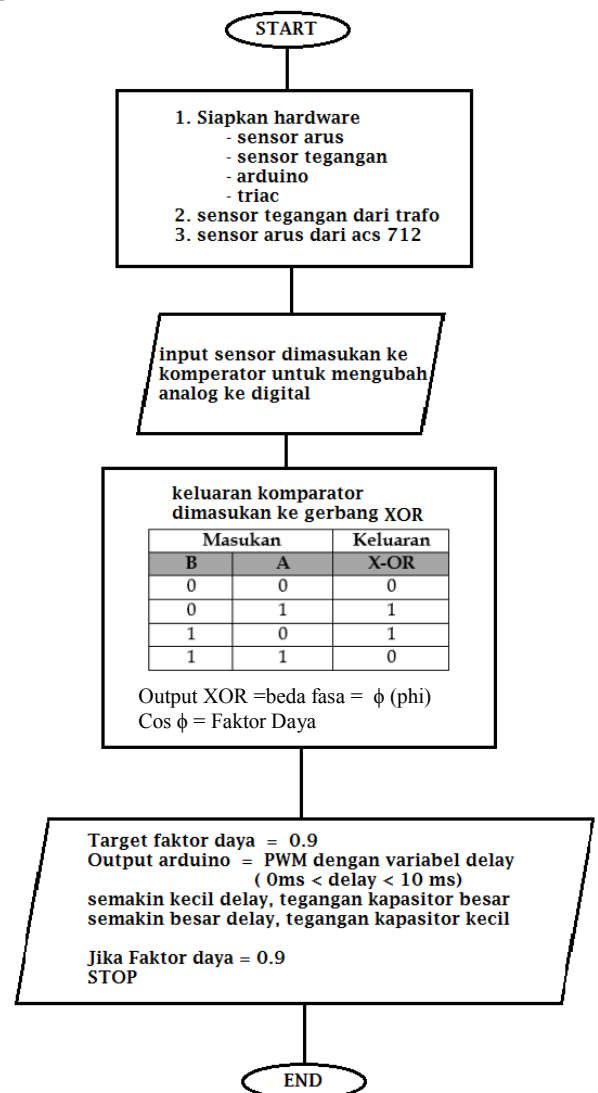 START
1. Siapkan hardware
- sensor arus
- sensor tegangan
- arduino
- triac
2. sensor tegangan dari trafo
3. sensor arus dari acs 712
input sensor dimasukan ke
komperator untuk mengubah
analog ke digital
keluaran komparator
dimasukan ke gerbang XOR
Masukan Keluaran
B A X-OR
0 0 0
0 1 1
1 0 1
1 1 0
Output XOR =beda fasa = ϕ (phi)
Cos ϕ = Faktor Daya
Target faktor daya = 0.9
Output arduino = PWM dengan variabel delay
( 0ms < delay < 10 ms)
semakin kecil delay, tegangan kapasitor besar
semakin besar delay, tegangan kapasitor kecil
Jika Faktor daya = 0.9
STOP
END